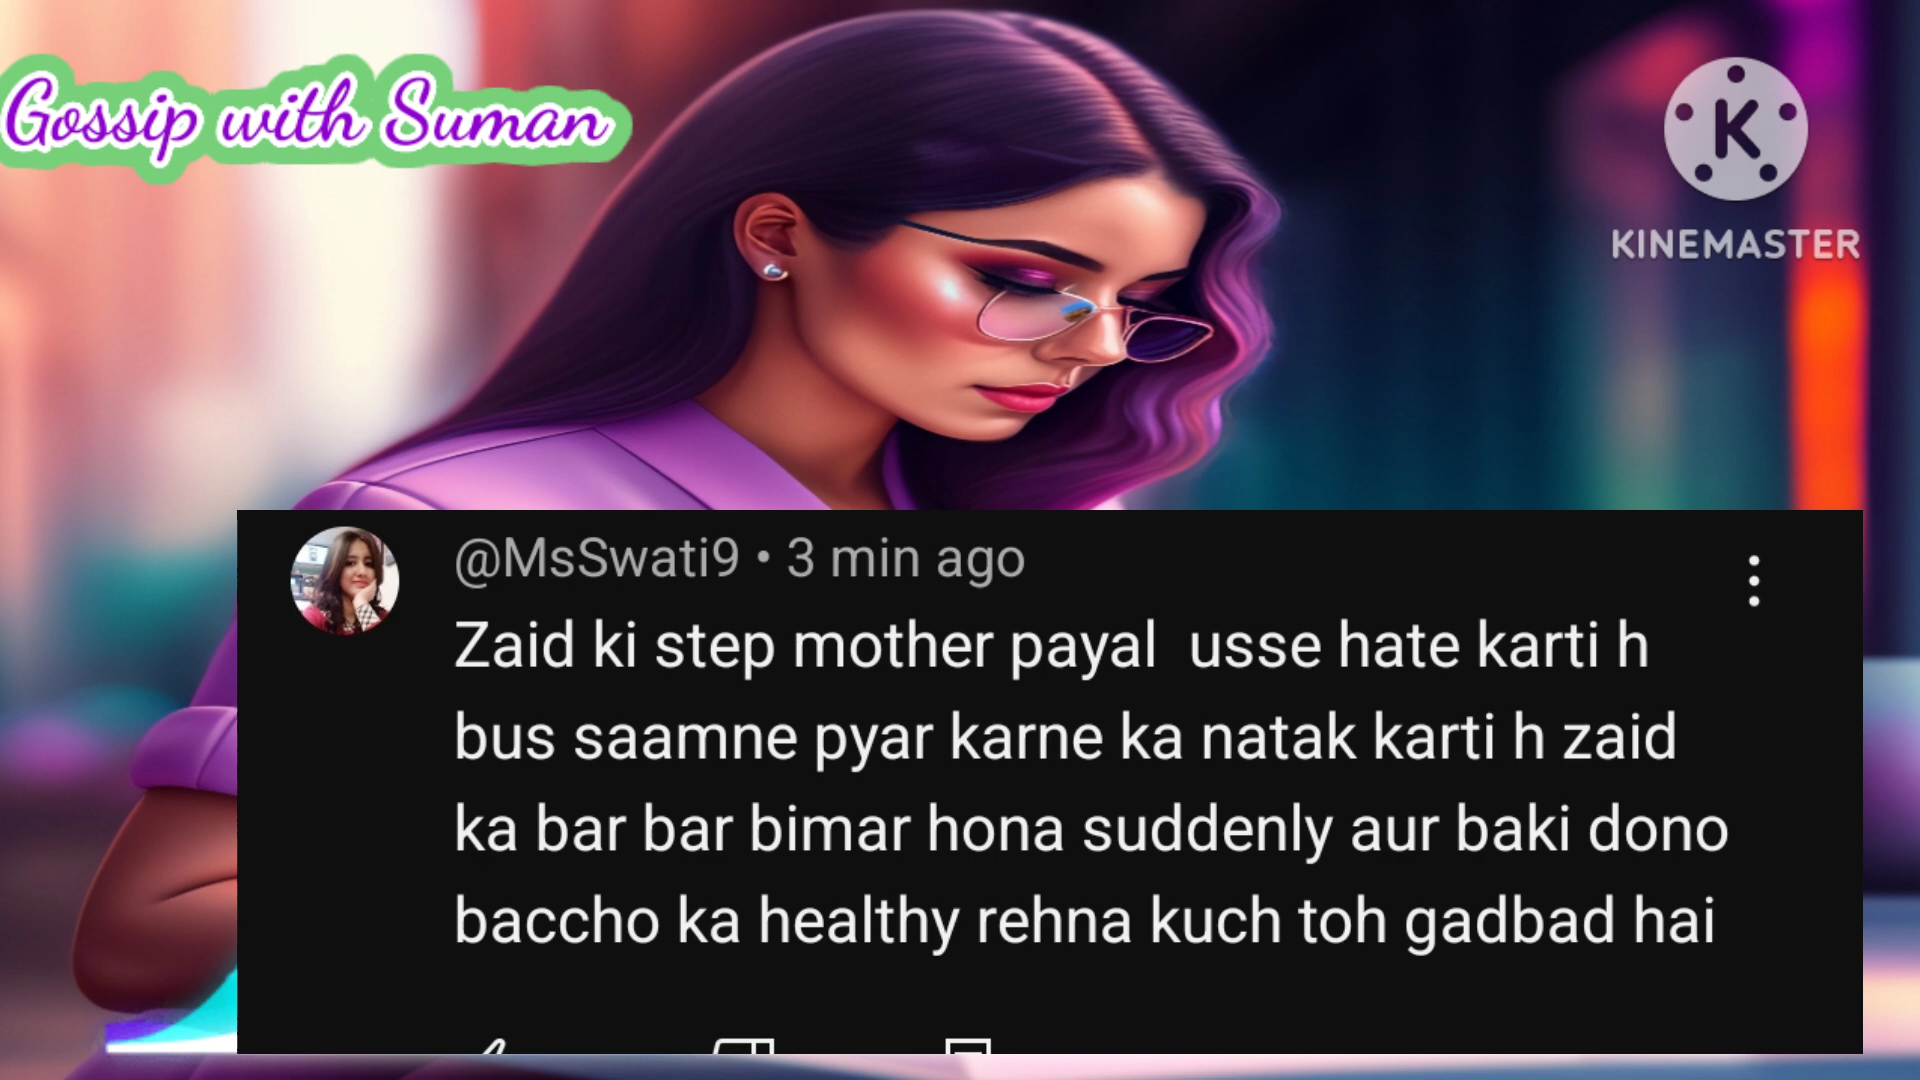 Gossip with Suman
K
KINEMASTER
@MsSwati9 • 3 min ago
Zaid ki step mother payal usse hate karti h
bus saamne pyar karne ka natak karti h zaid
ka bar bar bimar hona suddenly aur baki dono
baccho ka healthy rehna kuch toh gadbad hai